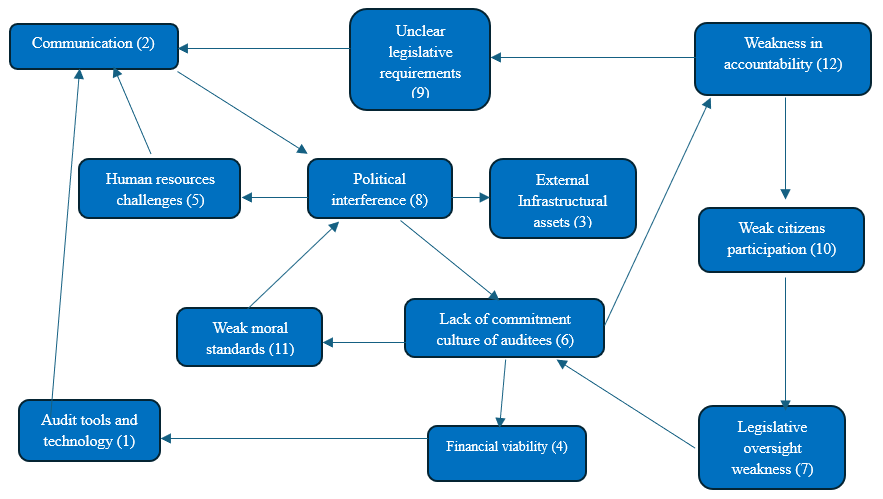 Communication (2)
Unclear
legislative
requirements
(9)
Weakness in
accountability (12)
Human resources
challenges (5)
Political
interference (8)
External
Infrastructural
assets (3)
Weak citizens
participation (10)
Weak moral
standards (11)
Lack of commitment
culture of auditees (6)
Audit tools and
technology (1)
Financial viability (4)
Legislative
oversight
weakness (7)